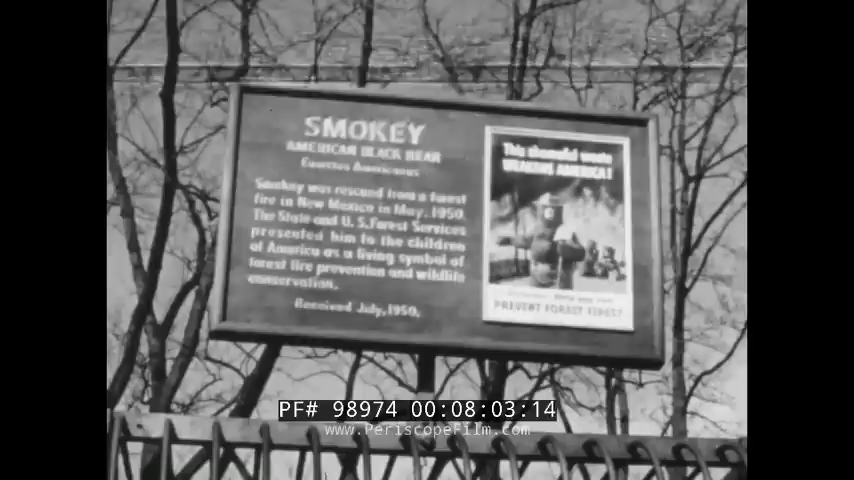 SMOKEY
AMERICAN BLACK BEAR
Euarctos Americanus
Smokey was rescued from a forest
fire in New Mexico in May, 1950.
The State and U.S. Forest Services
presented him to the children
of America as a living symbol of
forest fire prevention and wildlife
conservation.
Received July, 1950.
This shameful waste
WEAKENS AMERICA!
PREVENT FOREST FIRES!
PF# 98974 00:08:03:14
www.PeriscopeFilm.com